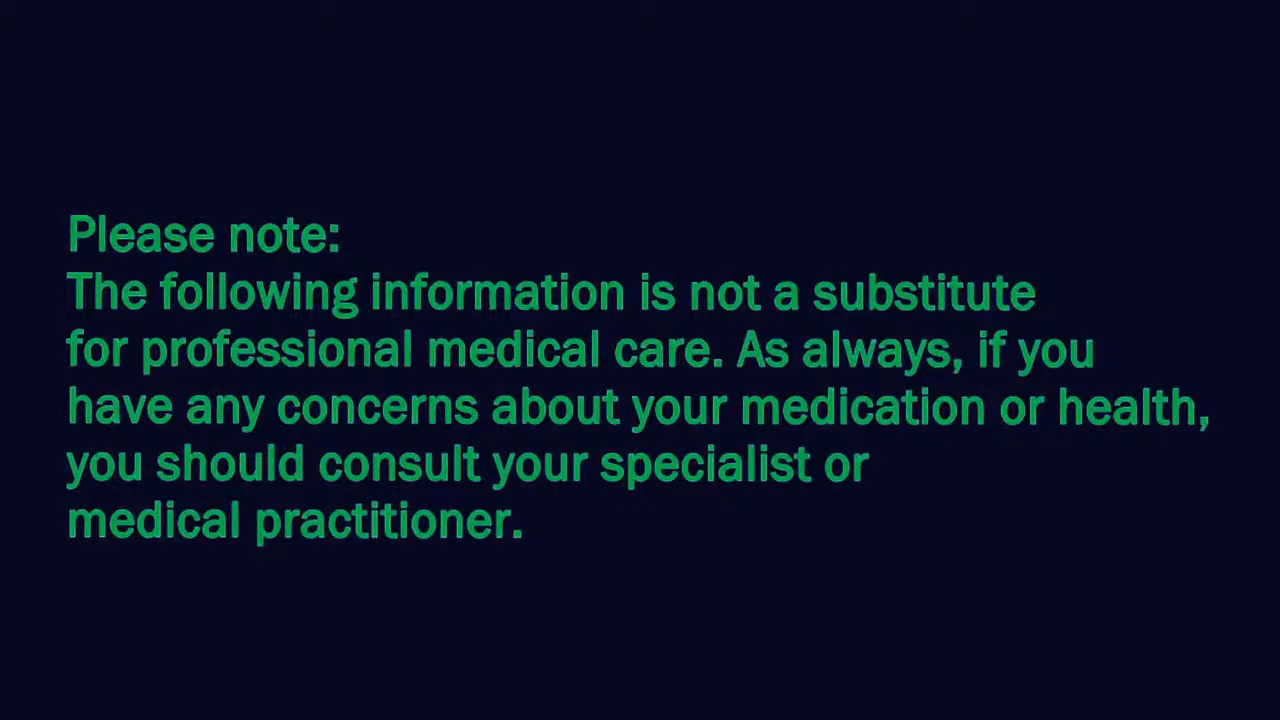 Please note:
The following information is not a substitute
for professional medical care. As always, if you
have any concerns about your medication or health,
you should consult your specialist or
medical practitioner.